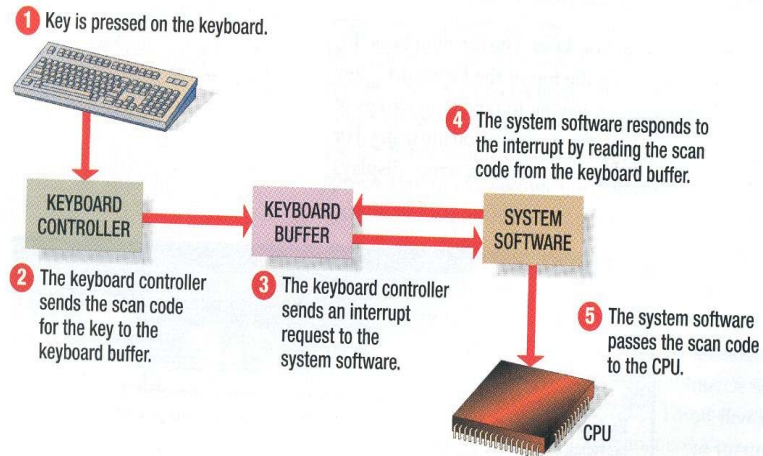 1 Key is pressed on the keyboard.
4 The system software responds to
the interrupt by reading the scan
code from the keyboard buffer.
KEYBOARD
CONTROLLER
KEYBOARD
BUFFER
SYSTEM
SOFTWARE
2 The keyboard controller
sends the scan code
for the key to the
keyboard buffer.
3 The keyboard controller
sends an interrupt
request to the
system software.
5 The system software
passes the scan code
to the CPU.
CPU